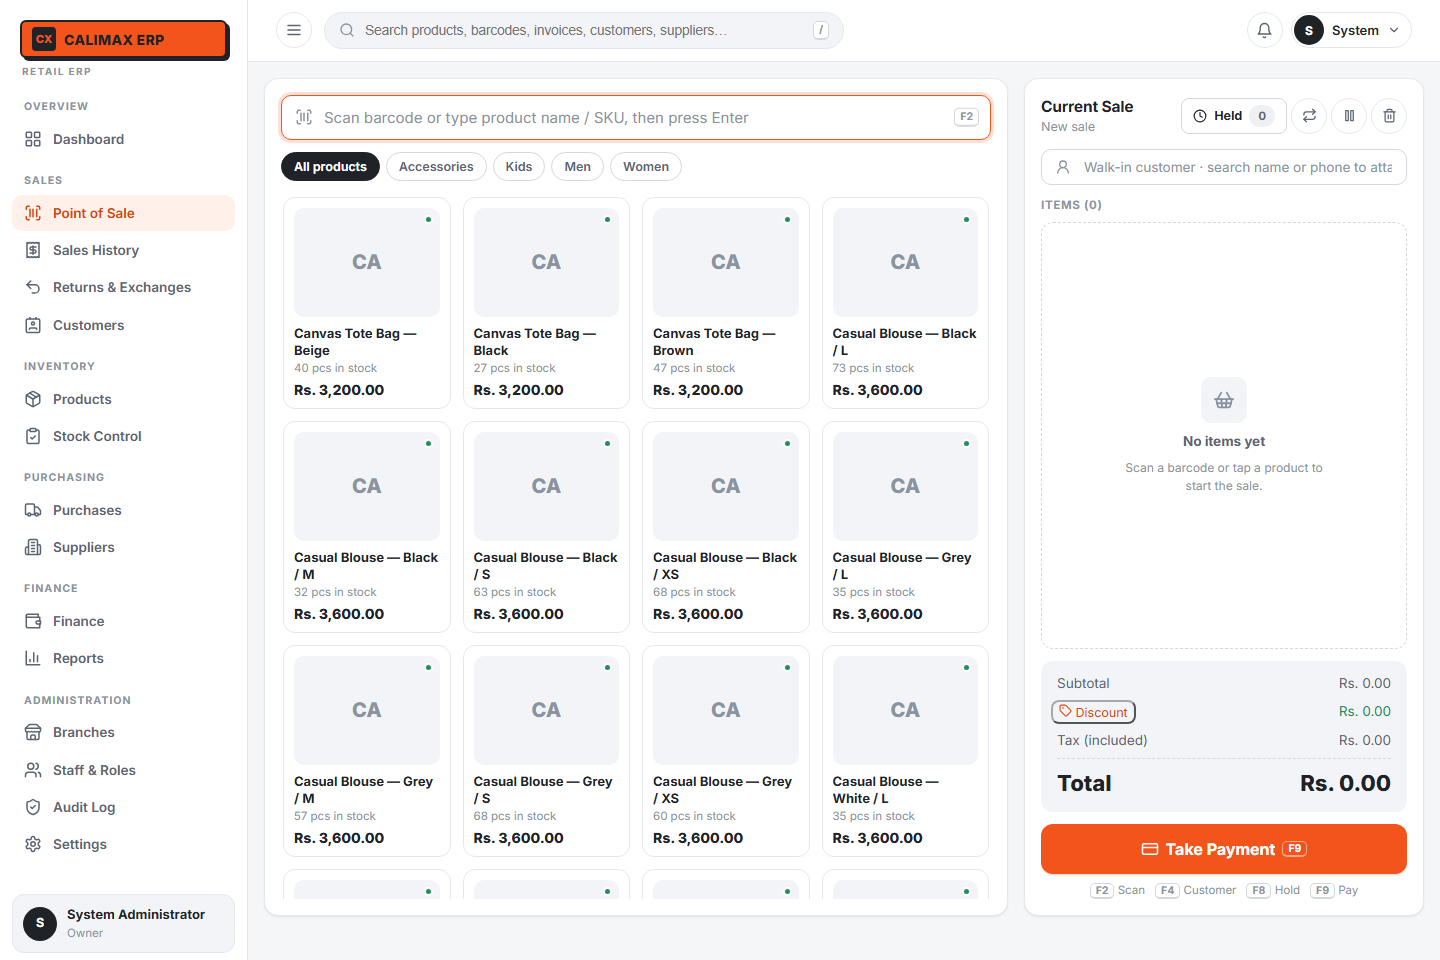 CX CALIMAX ERP
RETAIL ERP
OVERVIEW
Dashboard
SALES
Point of Sale
Sales History
Returns & Exchanges
Customers
INVENTORY
Products
Stock Control
PURCHASING
Purchases
Suppliers
FINANCE
Finance
Reports
ADMINISTRATION
Branches
Staff & Roles
Audit Log
Settings
S System Administrator
Owner
Search products, barcodes, invoices, customers, suppliers… /
S System
Scan barcode or type product name / SKU, then press Enter F2
All products Accessories Kids Men Women
CA CA CA CA
Canvas Tote Bag —
Beige
40 pcs in stock
Rs. 3,200.00
Canvas Tote Bag —
Black
27 pcs in stock
Rs. 3,200.00
Canvas Tote Bag —
Brown
47 pcs in stock
Rs. 3,200.00
Casual Blouse — Black
/ L
73 pcs in stock
Rs. 3,600.00
CA CA CA CA
Casual Blouse — Black
/ M
32 pcs in stock
Rs. 3,600.00
Casual Blouse — Black
/ S
63 pcs in stock
Rs. 3,600.00
Casual Blouse — Black
/ XS
68 pcs in stock
Rs. 3,600.00
Casual Blouse — Grey
/ L
35 pcs in stock
Rs. 3,600.00
CA CA CA CA
Casual Blouse — Grey
/ M
57 pcs in stock
Rs. 3,600.00
Casual Blouse — Grey
/ S
68 pcs in stock
Rs. 3,600.00
Casual Blouse — Grey
/ XS
60 pcs in stock
Rs. 3,600.00
Casual Blouse —
White / L
35 pcs in stock
Rs. 3,600.00
Current Sale
New sale
Held 0
Walk-in customer · search name or phone to atta
ITEMS (0)
No items yet
Scan a barcode or tap a product to
start the sale.
Subtotal Rs. 0.00
Discount Rs. 0.00
Tax (included) Rs. 0.00
Total Rs. 0.00
Take Payment F9
F2 Scan F4 Customer F8 Hold F9 Pay